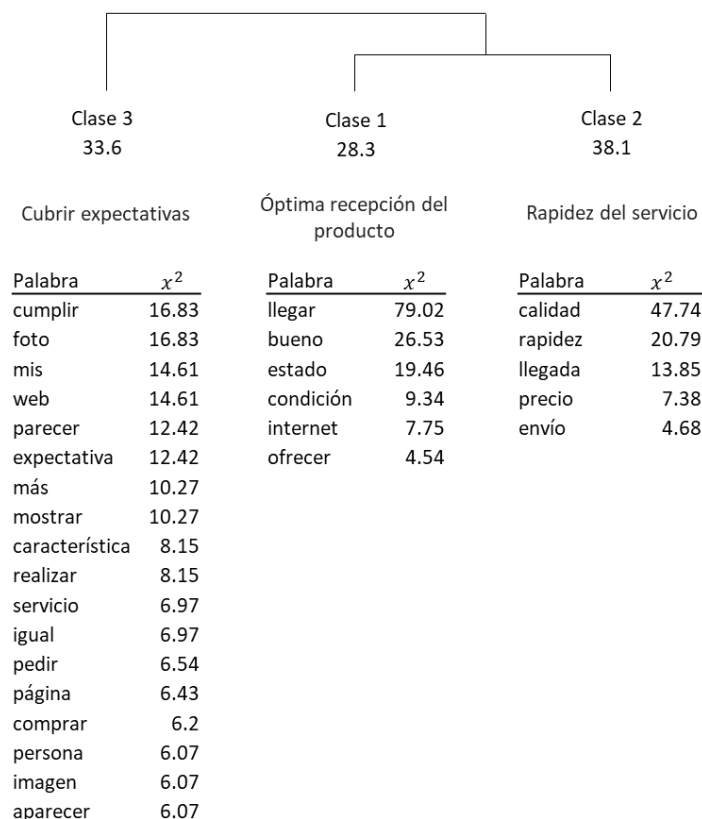 Clase 3
33.6
Cubrir expectativas
Palabra x²
cumplir 16.83
foto 16.83
mis 14.61
web 14.61
parecer 12.42
expectativa 12.42
más 10.27
mostrar 10.27
característica 8.15
realizar 8.15
servicio 6.97
igual 6.97
pedir 6.54
página 6.43
comprar 6.2
persona 6.07
imagen 6.07
aparecer 6.07
Clase 1
28.3
Óptima recepción del
producto
Palabra x²
llegar 79.02
bueno 26.53
estado 19.46
condición 9.34
internet 7.75
ofrecer 4.54
Clase 2
38.1
Rapidez del servicio
Palabra x²
calidad 47.74
rapidez 20.79
llegada 13.85
precio 7.38
envío 4.68